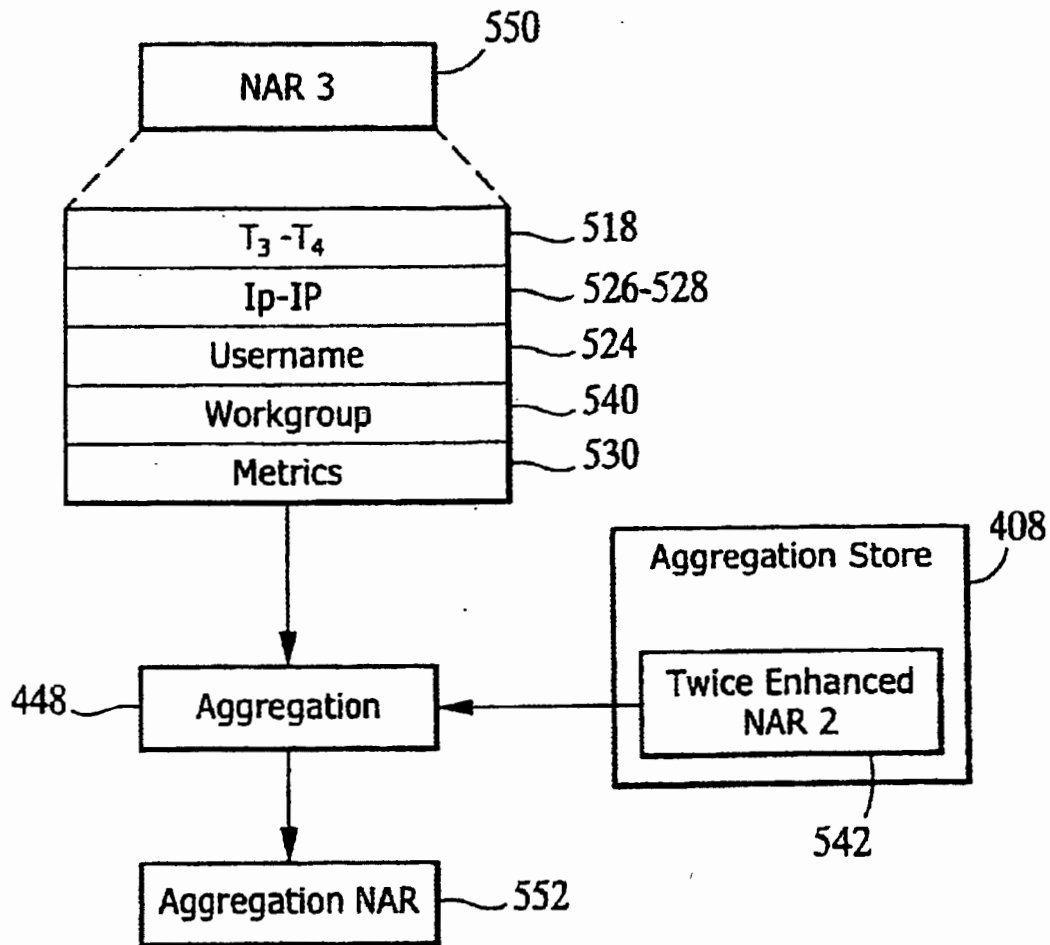 550
NAR 3
T₃-T₄
518
Ip-IP
526-528
Username
524
Workgroup
540
Metrics
530
408
Aggregation Store
448
Aggregation
Twice Enhanced
NAR 2
542
Aggregation NAR
552